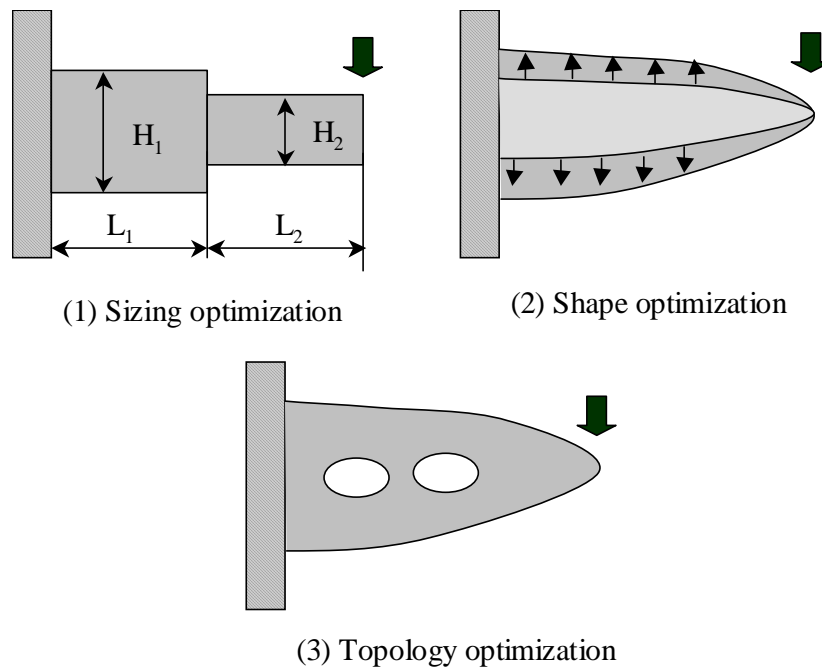 H₁
H₂
L₁
L₂
(1) Sizing optimization
(2) Shape optimization
(3) Topology optimization